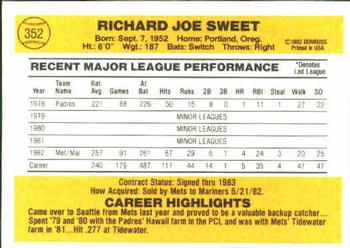 352
RICHARD JOE SWEET
Born: Sept. 7, 1952 Home: Portland, Oreg.
Ht.: 6'0" Wgt.: 187 Bats: Switch Throws: Right
©1983 DONRUSS
Printed in USA
RECENT MAJOR LEAGUE PERFORMANCE
*Denotes Led League
Year Team Name Bat Avg. Games At Bat Hits Runs 2B 3B HR RBI Steal Walk SO
1978 Padres .221 88 226 50 15 8 0 1 11 1 27 22
1979 MINOR LEAGUES
1980 MINOR LEAGUES
1981 MINOR LEAGUES
1982 Met/Mar .257 91 261 67 29 6 1 4 24 3 20 25
Career .240 179 487 117 44 14 1 5 35 4 47 47
Contract Status: Signed thru 1983
How Acquired: Sold by Mets to Mariners 5/21/82.
CAREER HIGHLIGHTS
Came over to Seattle from Mets last year and proved to be a valuable backup catcher...
Spent '79 and '80 with the Padres' Hawaii farm in the PCL and was with Mets' Tidewater
farm in '81... Hit .277 at Tidewater.